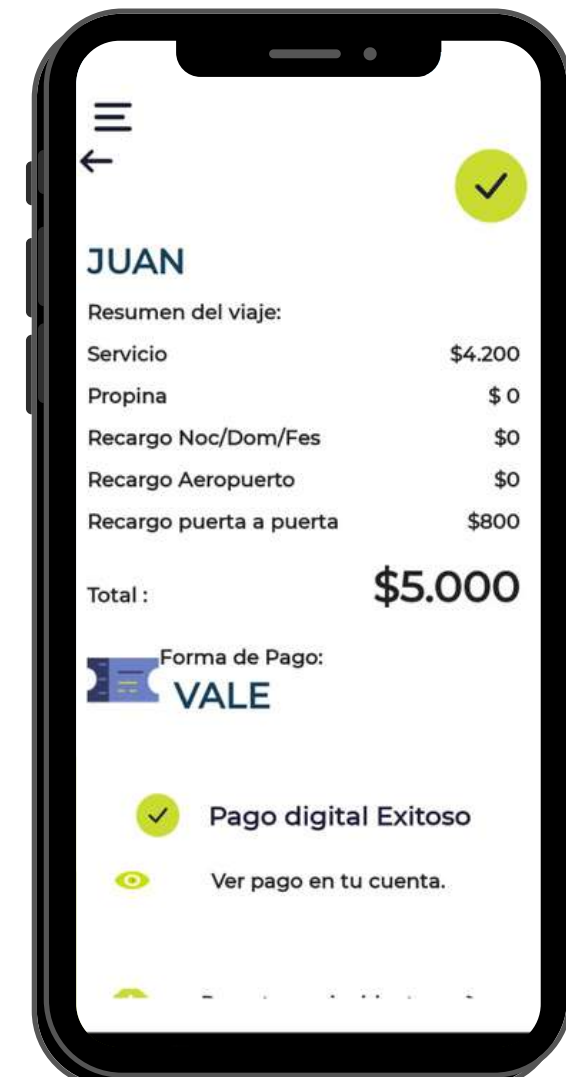 JUAN
Resumen del viaje:
Servicio $4.200
Propina $ 0
Recargo Noc/Dom/Fes $0
Recargo Aeropuerto $0
Recargo puerta a puerta $800
Total : $5.000
Forma de Pago:
VALE
Pago digital Exitoso
Ver pago en tu cuenta.